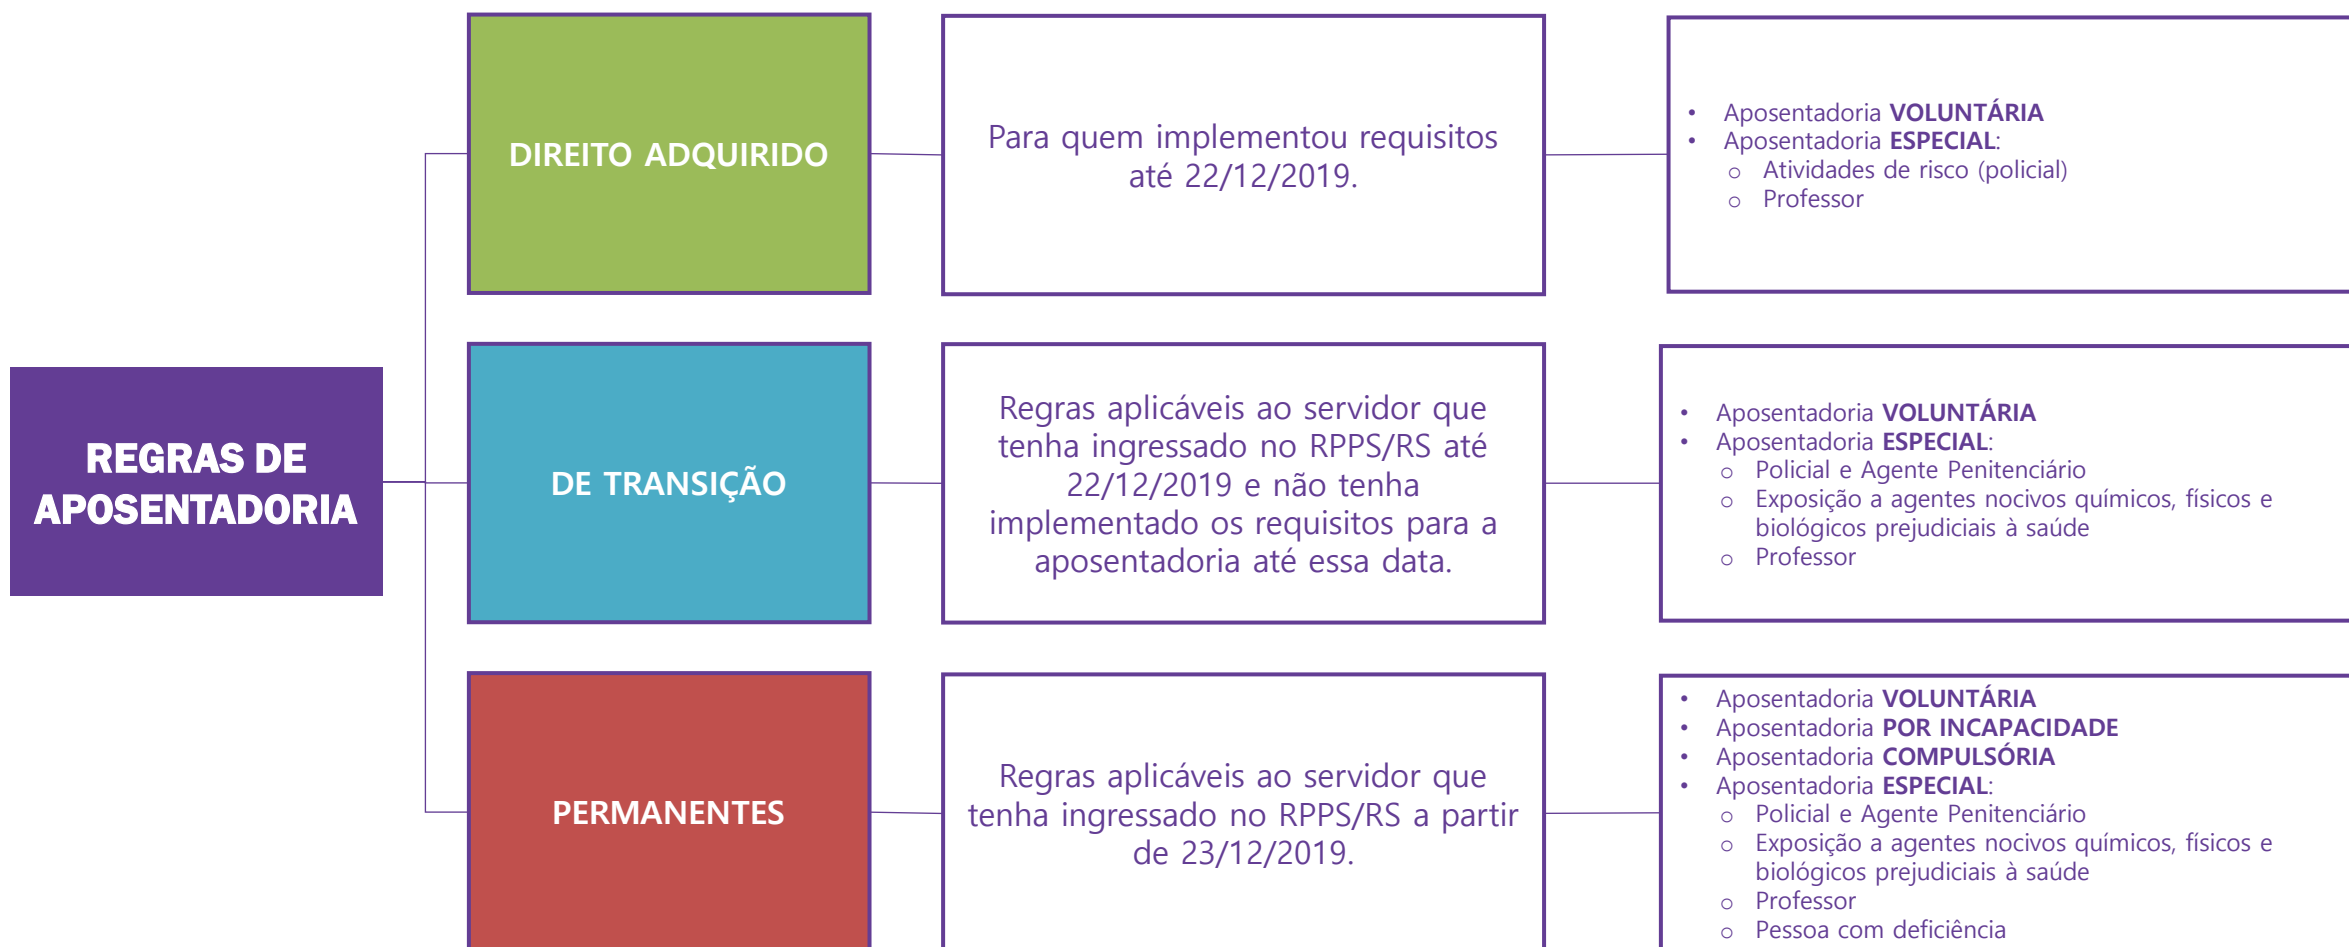 REGRAS DE
APOSENTADORIA
DIREITO ADQUIRIDO
Para quem implementou requisitos
até 22/12/2019.
• Aposentadoria VOLUNTÁRIA
• Aposentadoria ESPECIAL:
o Atividades de risco (policial)
o Professor
DE TRANSIÇÃO
Regras aplicáveis ao servidor que
tenha ingressado no RPPS/RS até
22/12/2019 e não tenha
implementado os requisitos para a
aposentadoria até essa data.
• Aposentadoria VOLUNTÁRIA
• Aposentadoria ESPECIAL:
o Policial e Agente Penitenciário
o Exposição a agentes nocivos químicos, físicos e
biológicos prejudiciais à saúde
o Professor
PERMANENTES
Regras aplicáveis ao servidor que
tenha ingressado no RPPS/RS a partir
de 23/12/2019.
• Aposentadoria VOLUNTÁRIA
• Aposentadoria POR INCAPACIDADE
• Aposentadoria COMPULSÓRIA
• Aposentadoria ESPECIAL:
o Policial e Agente Penitenciário
o Exposição a agentes nocivos químicos, físicos e
biológicos prejudiciais à saúde
o Professor
o Pessoa com deficiência